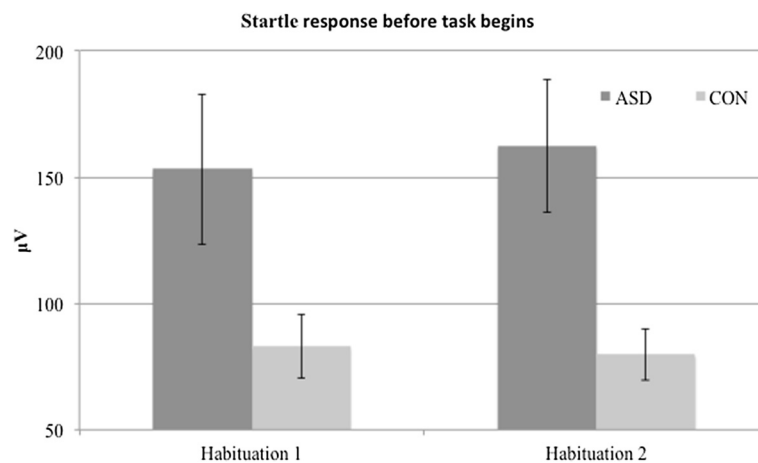 Startle response before task begins
200
ASD CON
150
μV
100
50
Habituation 1 Habituation 2